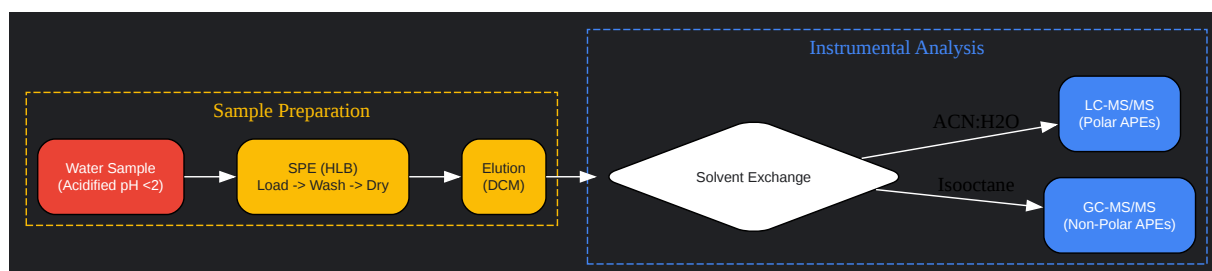 Instrumental Analysis
Sample Preparation
Water Sample
(Acidified pH <2)
SPE (HLB)
Load -> Wash -> Dry
Elution
(DCM)
Solvent Exchange
ACN:H2O
LC-MS/MS
(Polar APEs)
Isooctane
GC-MS/MS
(Non-Polar APEs)